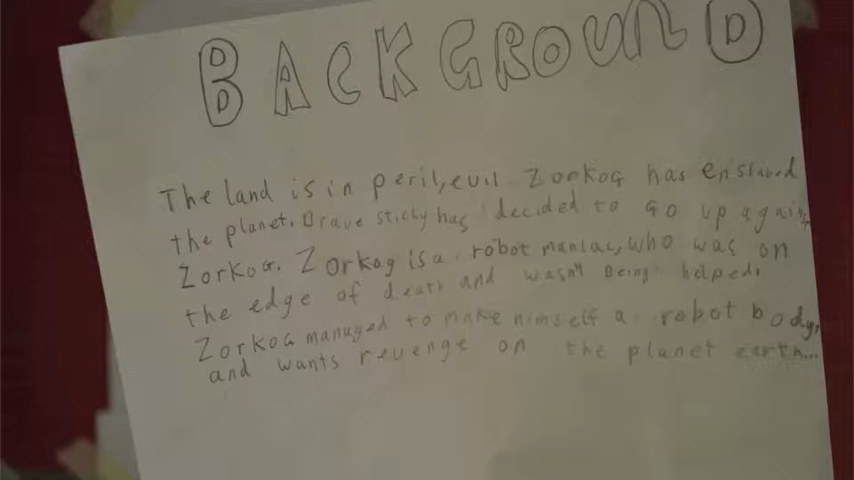 BACKGROUND
The land is in peril, evil Zorkog has enslaved
the planet. Brave sticky has decided to go up against
Zorkog. Zorkog is a robot maniac, who was on
the edge of death and wasn't Being helped.
Zorkog managed to make himself a robot body,
and wants revenge on the planet earth...